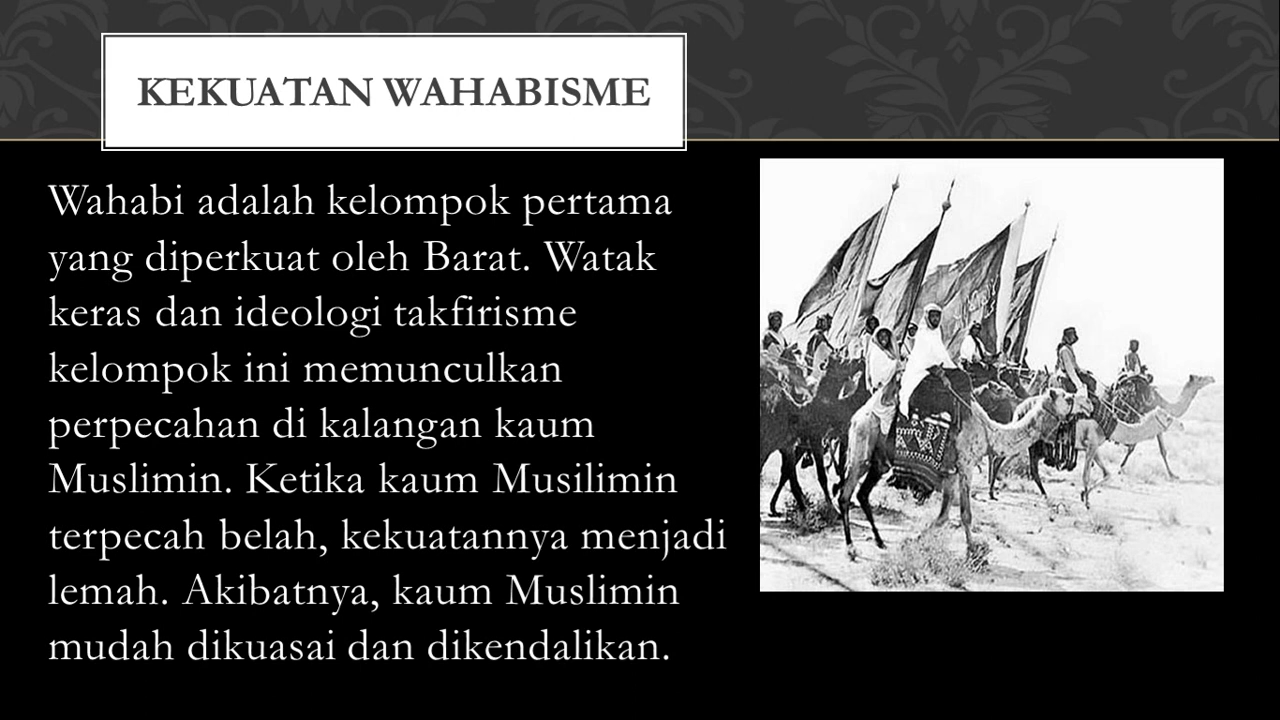 KEKUATAN WAHABISME
Wahabi adalah kelompok pertama
yang diperkuat oleh Barat. Watak
keras dan ideologi takfirisme
kelompok ini memunculkan
perpecahan di kalangan kaum
Muslimin. Ketika kaum Musilimin
terpecah belah, kekuatannya menjadi
lemah. Akibatnya, kaum Muslimin
mudah dikuasai dan dikendalikan.